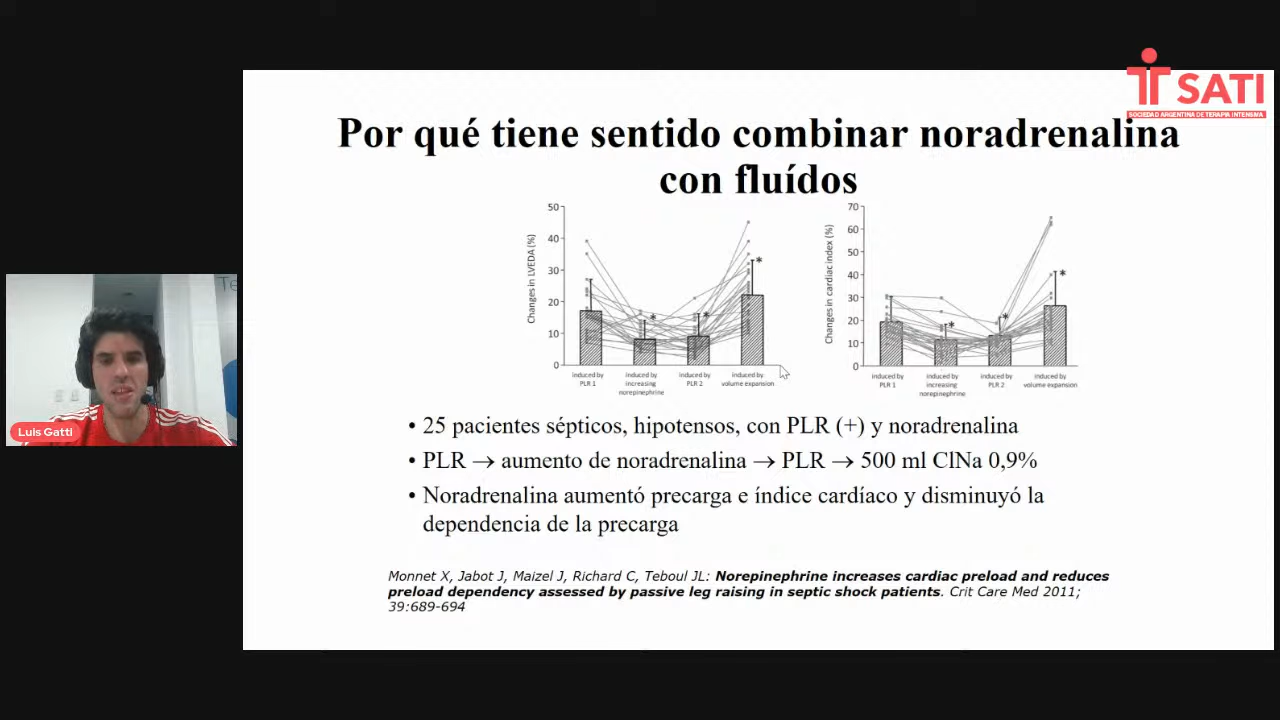 SATI
SOCIEDAD ARGENTINA DE TERAPIA INTENSIVA
Por qué tiene sentido combinar noradrenalina
con fluídos
Changes in LVEDA (%)
50
40
30
20
10
0
*
*
*
*
induced by
PLR 1
induced by
increasing
norepinephrine
induced by
PLR 2
induced by
volume expansion
Changes in cardiac index (%)
70
60
50
40
30
20
10
0
*
*
*
*
induced by
PLR 1
induced by
increasing
norepinephrine
induced by
PLR 2
induced by
volume expansion
• 25 pacientes sépticos, hipotensos, con PLR (+) y noradrenalina
• PLR → aumento de noradrenalina → PLR → 500 ml ClNa 0,9%
• Noradrenalina aumentó precarga e índice cardíaco y disminuyó la
dependencia de la precarga
Monnet X, Jabot J, Maizel J, Richard C, Teboul JL: Norepinephrine increases cardiac preload and reduces
preload dependency assessed by passive leg raising in septic shock patients. Crit Care Med 2011;
39:689-694
Te
Luis Gatti